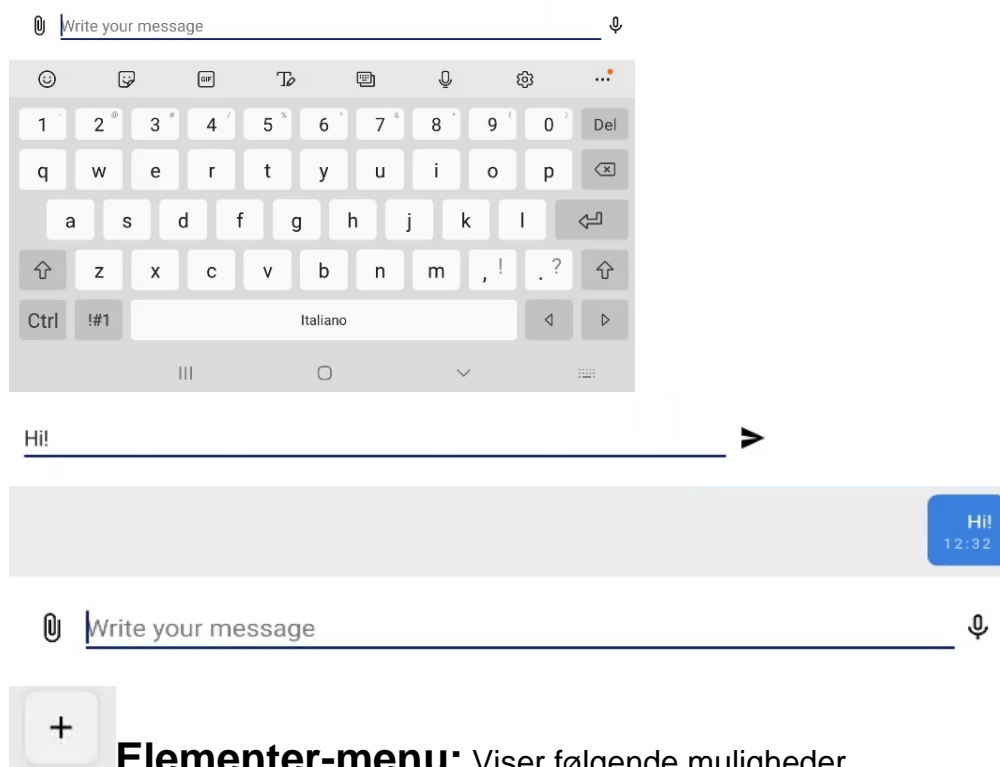 Write your message
GIF
1 2 @ 3 # 4 / 5 % 6 7 & 8 * 9 ( 0 ) Del
q w e r t y u i o p
a s d f g h j k l
z x c v b n m , ! . ?
Ctrl !#1 Italiano
Hi!
Hi!
12:32
Write your message
+
Elementer-menu: Viser følgende muligheder